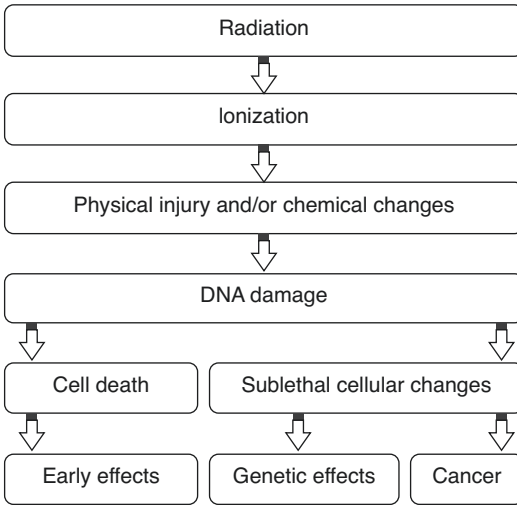 Radiation
Ionization
Physical injury and/or chemical changes
DNA damage
Cell death
Sublethal cellular changes
Early effects
Genetic effects
Cancer